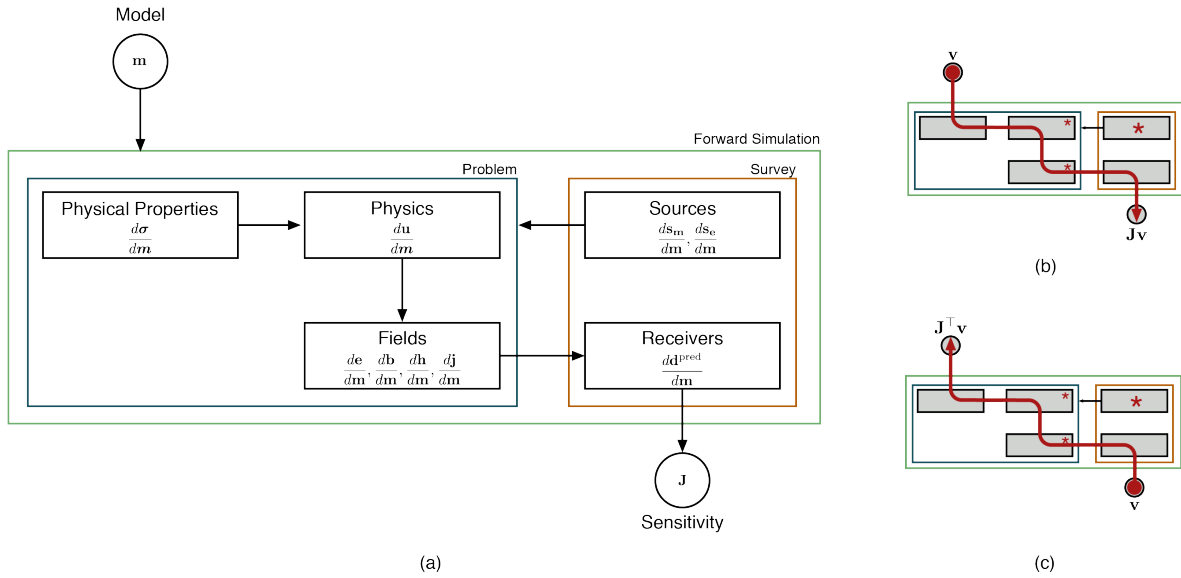 Model
m
Forward Simulation
Problem
Survey
Physical Properties
dσ/dm
Physics
du/dm
Sources
ds_m/dm, ds_e/dm
Fields
de/dm, db/dm, dh/dm, dj/dm
Receivers
dd^pred/dm
J
Sensitivity
(a)
v
*
*
*
Jv
(b)
J^⊤v
*
*
*
v
(c)